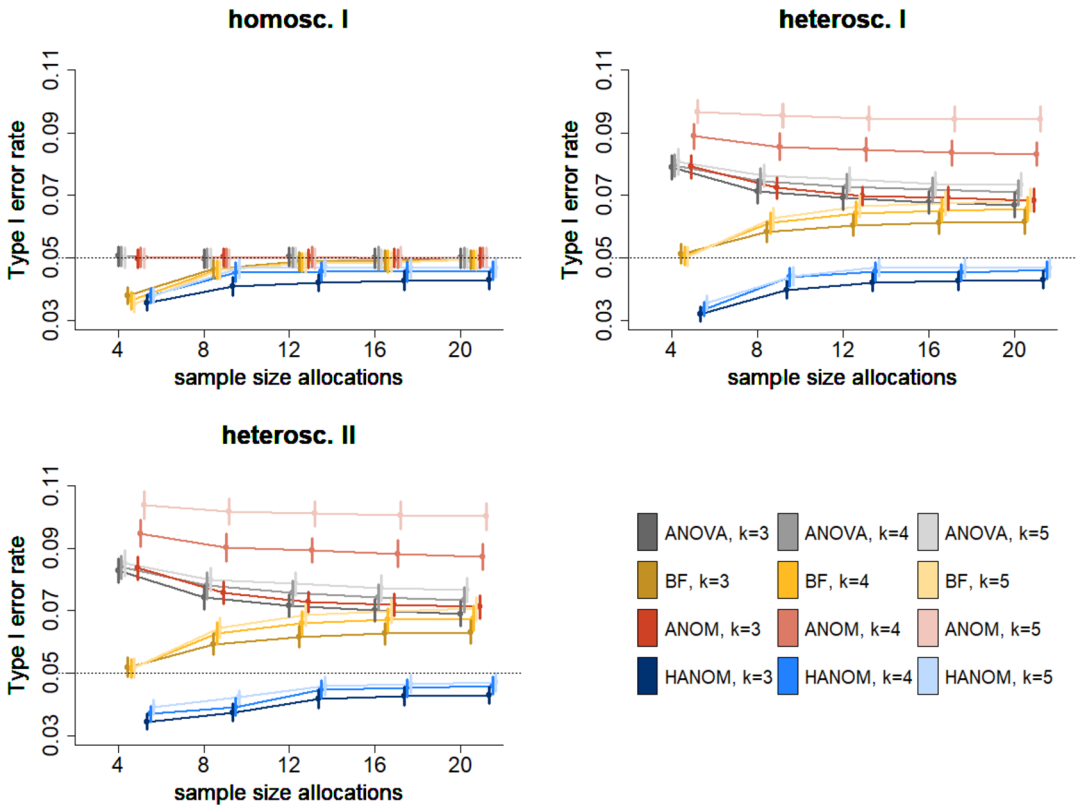 homosc. I
Type I error rate
0.03 0.05 0.07 0.09 0.11
4 8 12 16 20
sample size allocations
heterosc. I
Type I error rate
0.03 0.05 0.07 0.09 0.11
4 8 12 16 20
sample size allocations
heterosc. II
Type I error rate
0.03 0.05 0.07 0.09 0.11
4 8 12 16 20
sample size allocations
ANOVA, k=3 ANOVA, k=4 ANOVA, k=5
BF, k=3 BF, k=4 BF, k=5
ANOM, k=3 ANOM, k=4 ANOM, k=5
HANOM, k=3 HANOM, k=4 HANOM, k=5